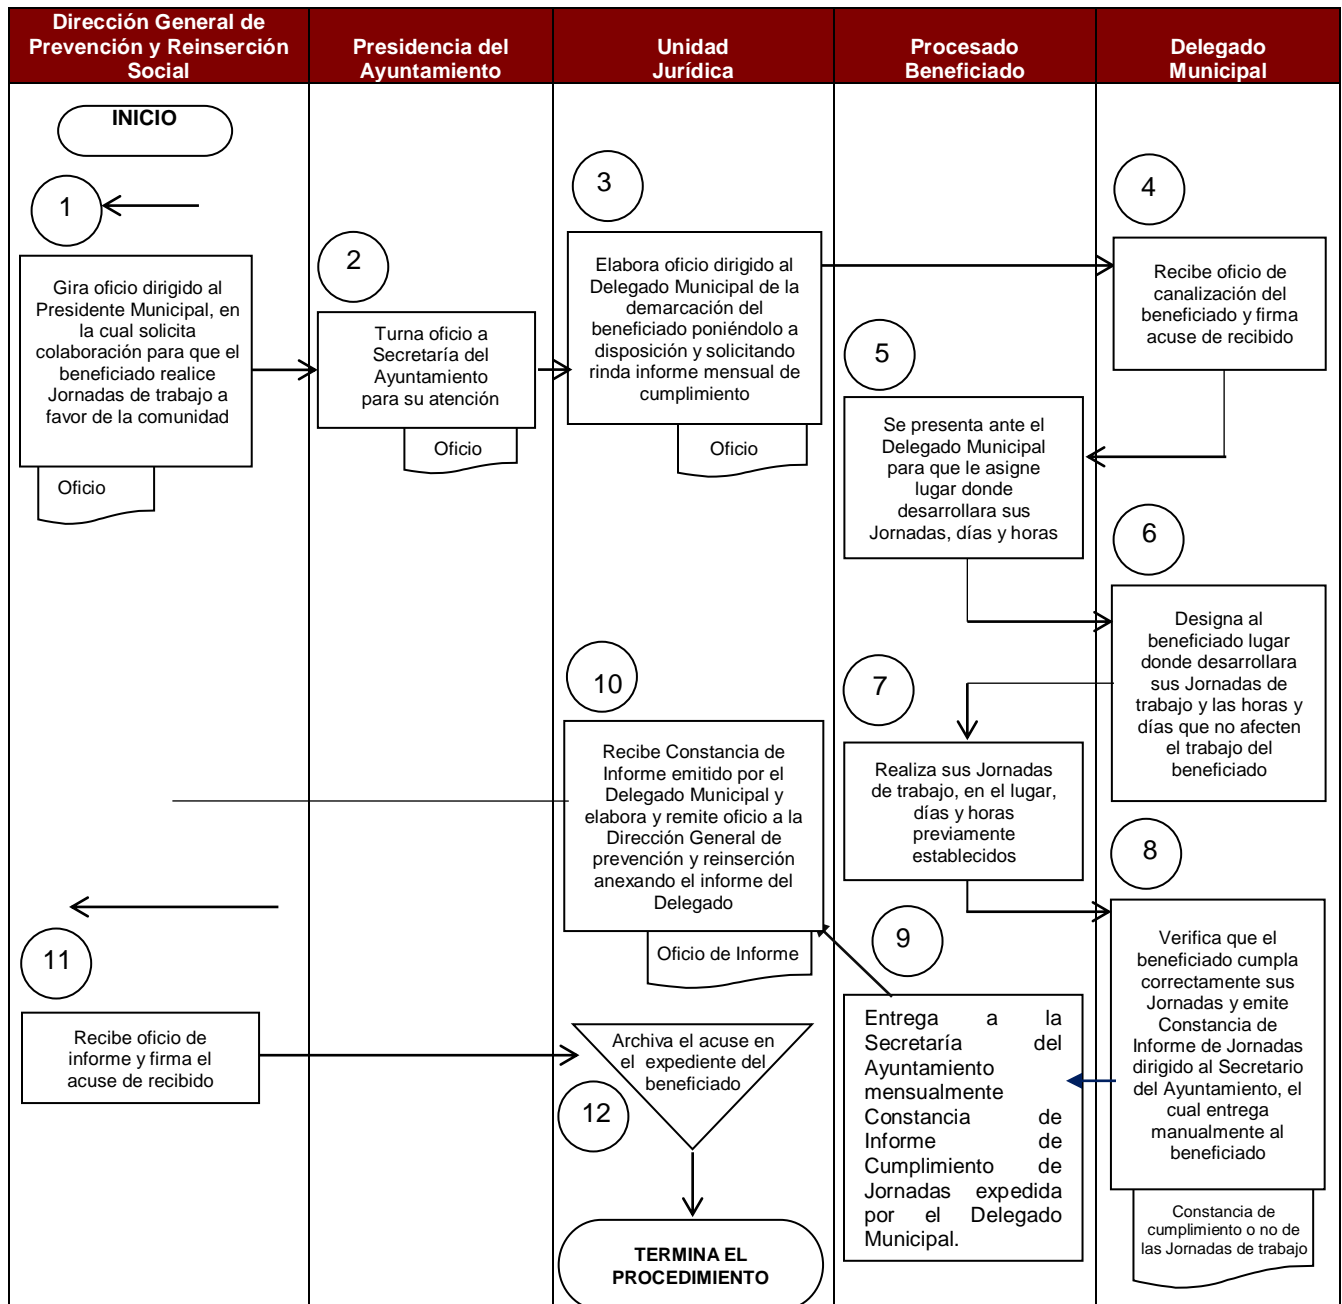 Dirección General de
Prevención y Reinserción
Social
Presidencia del
Ayuntamiento
Unidad
Jurídica
Procesado
Beneficiado
Delegado
Municipal
INICIO
1
Gira oficio dirigido al
Presidente Municipal, en
la cual solicita
colaboración para que el
beneficiado realice
Jornadas de trabajo a
favor de la comunidad
Oficio
2
Turna oficio a
Secretaría del
Ayuntamiento
para su atención
Oficio
3
Elabora oficio dirigido al
Delegado Municipal de la
demarcación del
beneficiado poniéndolo a
disposición y solicitando
rinda informe mensual de
cumplimiento
Oficio
4
Recibe oficio de
canalización del
beneficiado y firma
acuse de recibido
5
Se presenta ante el
Delegado Municipal
para que le asigne
lugar donde
desarrollara sus
Jornadas, días y horas
6
Designa al
beneficiado lugar
donde desarrollara
sus Jornadas de
trabajo y las horas y
días que no afecten
el trabajo del
beneficiado
7
Realiza sus Jornadas
de trabajo, en el lugar,
días y horas
previamente
establecidos
8
Verifica que el
beneficiado cumpla
correctamente sus
Jornadas y emite
Constancia de
Informe de Jornadas
dirigido al Secretario
del Ayuntamiento, el
cual entrega
manualmente al
beneficiado
Constancia de
cumplimiento o no de
las Jornadas de trabajo
9
Entrega a la
Secretaría del
Ayuntamiento
mensualmente
Constancia de
Informe de
Cumplimiento de
Jornadas expedida
por el Delegado
Municipal.
10
Recibe Constancia de
Informe emitido por el
Delegado Municipal y
elabora y remite oficio a la
Dirección General de
prevención y reinserción
anexando el informe del
Delegado
Oficio de Informe
11
Recibe oficio de
informe y firma el
acuse de recibido
Archiva el acuse en
el expediente del
beneficiado
12
TERMINA EL
PROCEDIMIENTO